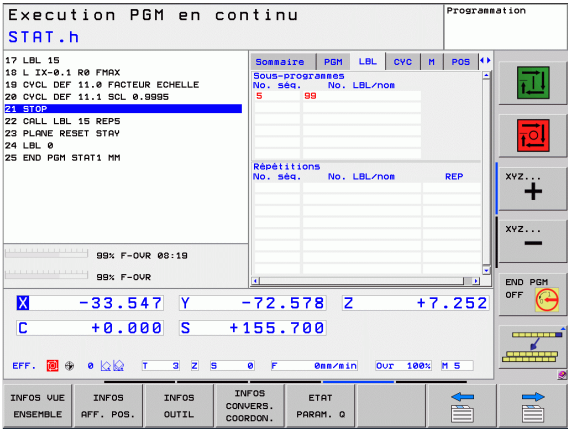 Execution PGM en continu
Programmation
STAT.h
17 LBL 15
18 L IX-0.1 R0 FMAX
19 CYCL DEF 11.0 FACTEUR ECHELLE
20 CYCL DEF 11.1 SCL 0.9995
21 STOP
22 CALL LBL 15 REP5
23 PLANE RESET STAY
24 LBL 0
25 END PGM STAT1 MM
Sommaire PGM LBL CYC M POS
Sous-programmes
No. séq. No. LBL/nom
5 99
Répétitions
No. séq. No. LBL/nom REP
99% F-OVR 08:19
99% F-OVR
X -33.547 Y -72.578 Z +7.252
C +0.000 S +155.700
EFF. 0 T 3 Z S 0 F 0mm/min Ovr 100% M 5
XYZ...
+
XYZ...
-
END PGM
OFF
INFOS VUE ENSEMBLE
INFOS AFF. POS.
INFOS OUTIL
INFOS CONVERS. COORDON.
ETAT PARAM. Q